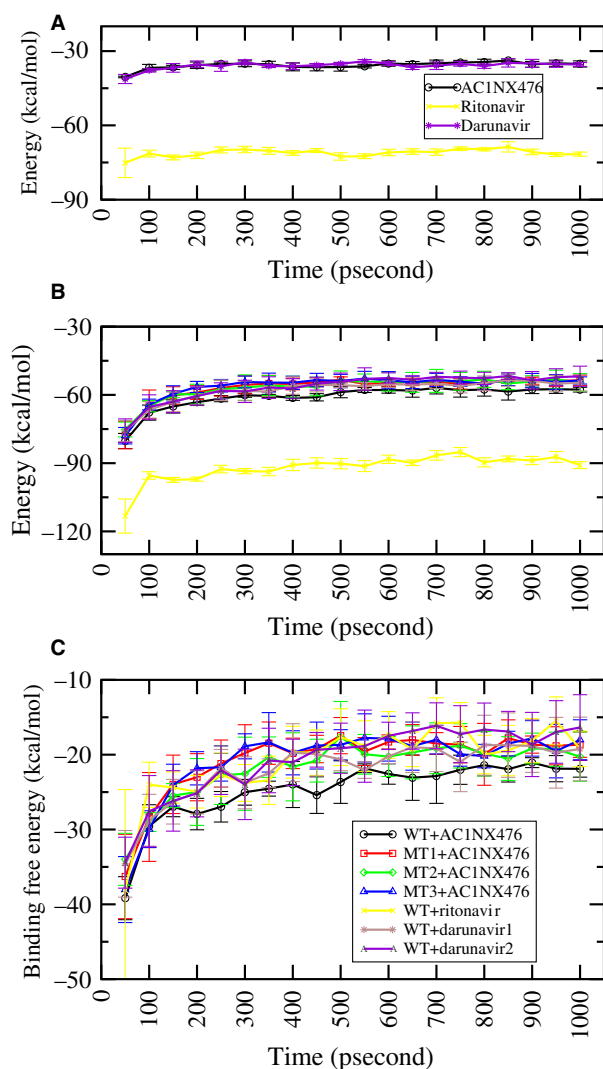 A
Energy (kcal/mol)
−30
−60
−90
AC1NX476
Ritonavir
Darunavir
0
100
200
300
400
500
600
700
800
900
1000
Time (psecond)
B
Energy (kcal/mol)
−30
−60
−90
−120
0
100
200
300
400
500
600
700
800
900
1000
Time (psecond)
C
Binding free energy (kcal/mol)
−10
−20
−30
−40
−50
WT+AC1NX476
MT1+AC1NX476
MT2+AC1NX476
MT3+AC1NX476
WT+ritonavir
WT+darunavir1
WT+darunavir2
0
100
200
300
400
500
600
700
800
900
1000
Time (psecond)